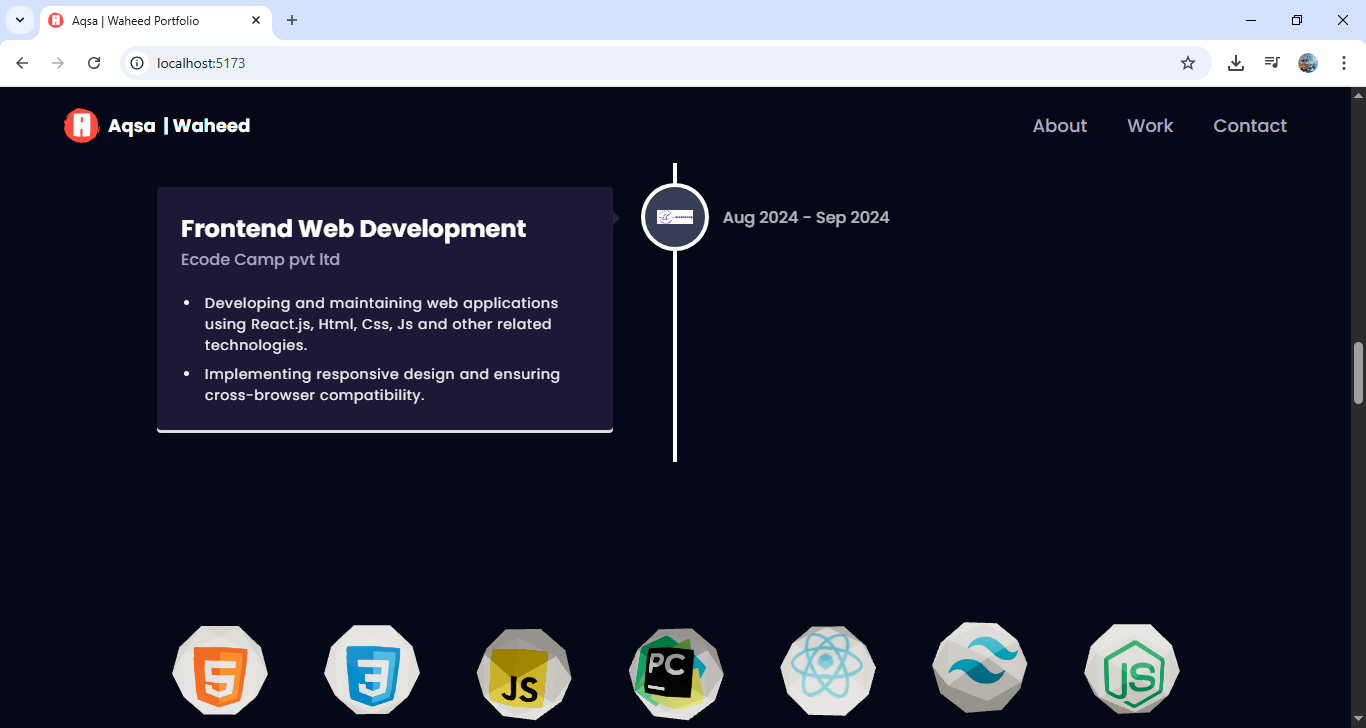 Aqsa | Waheed Portfolio
localhost:5173
Aqsa | Waheed
About
Work
Contact
Frontend Web Development
Ecode Camp pvt ltd
Aug 2024 - Sep 2024
• Developing and maintaining web applications
using React.js, Html, Css, Js and other related
technologies.
• Implementing responsive design and ensuring
cross-browser compatibility.
5
3
JS
PC
JS